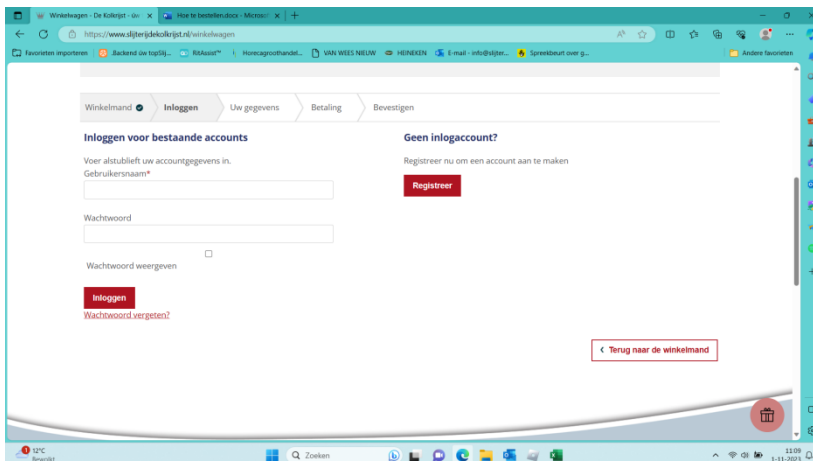 Winkelwagen - De Kolkrijst - úw
Hoe te bestellen.docx - Microsof
https://www.slijterijdekolkrijst.nl/winkelwagen
Favorieten importeren
.Backend úw topSlij...
RitAssist™
Horecagroothandel...
VAN WEES NIEUW
HEINEKEN
E-mail - info@slijter...
Spreekbeurt over g...
Andere favorieten
Winkelmand
Inloggen
Uw gegevens
Betaling
Bevestigen
Inloggen voor bestaande accounts
Voer alstublieft uw accountgegevens in.
Gebruikersnaam*
Wachtwoord
Wachtwoord weergeven
Inloggen
Wachtwoord vergeten?
Geen inlogaccount?
Registreer nu om een account aan te maken
Registreer
Terug naar de winkelmand
12°C
Bewolkt
Zoeken
11:09
1-11-2023